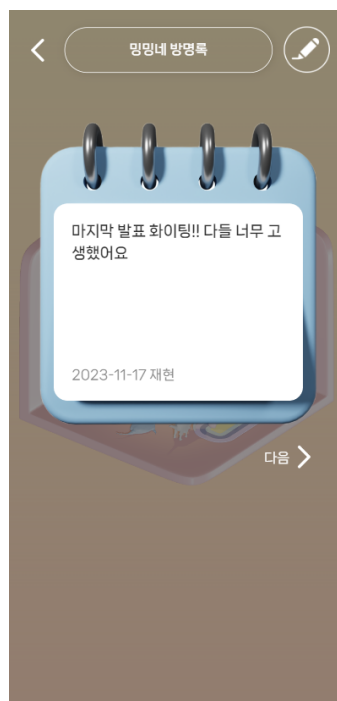 밍밍네 방명록
마지막 발표 화이팅!! 다들 너무 고
생했어요
2023-11-17 재현
다음